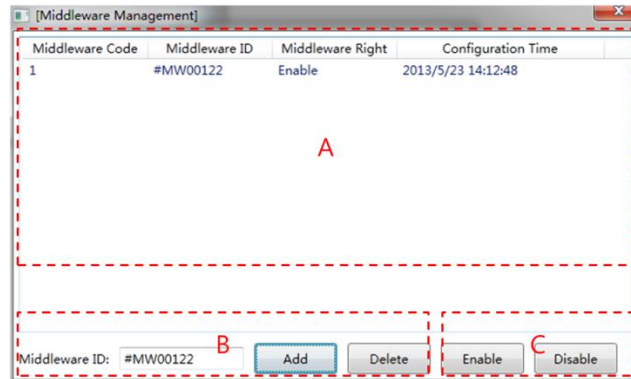 [Middleware Management]
Middleware Code Middleware ID Middleware Right Configuration Time
1 #MW00122 Enable 2013/5/23 14:12:48
A
B C
Middleware ID: #MW00122 Add Delete Enable Disable